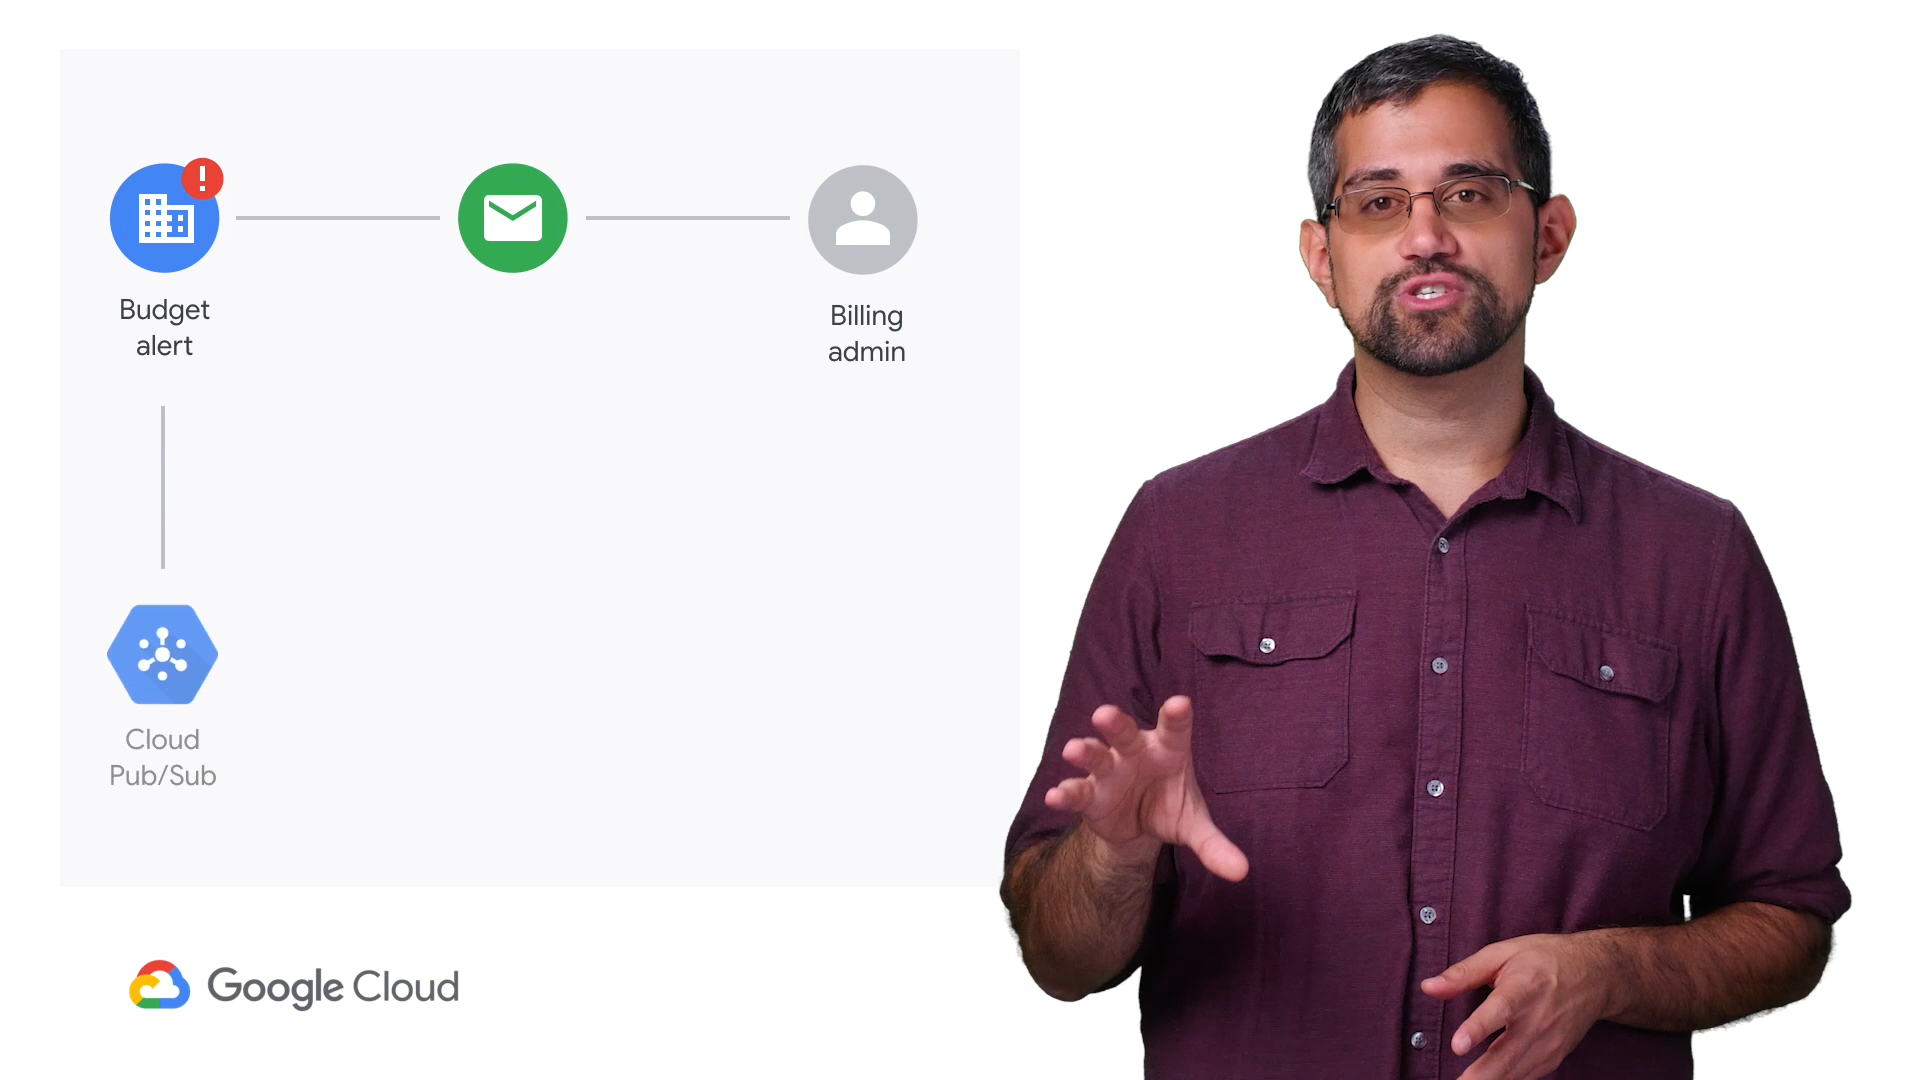 Budget
alert
Billing
admin
Cloud
Pub/Sub
Google Cloud